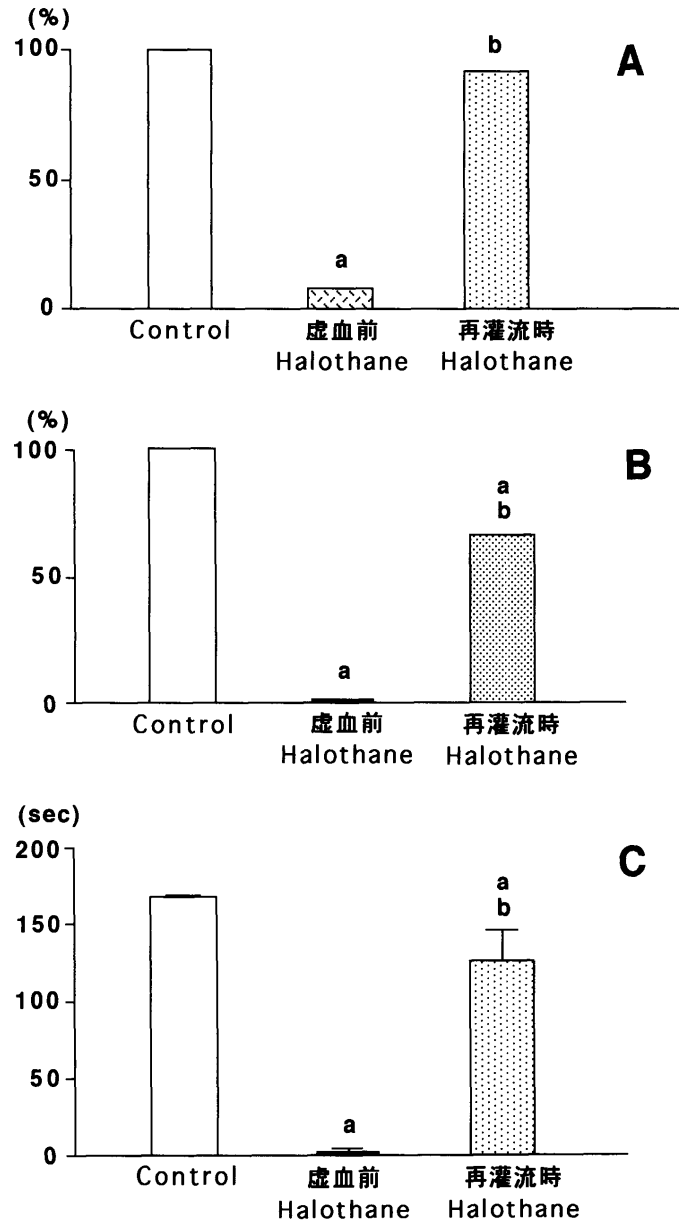 (%)
A
100
b
50
a
0
Control
虚血前
Halothane
再灌流時
Halothane
(%)
B
100
a
b
50
a
0
Control
虚血前
Halothane
再灌流時
Halothane
(sec)
C
200
a
b
150
100
50
a
0
Control
虚血前
Halothane
再灌流時
Halothane